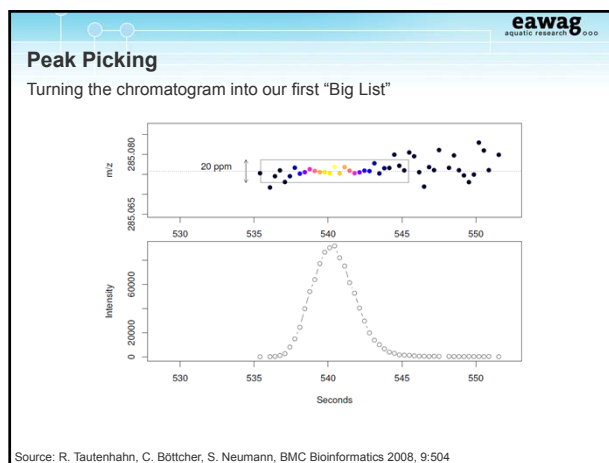 eawag
aquatic research
Peak Picking
Turning the chromatogram into our first “Big List”
m/z
285.080
285.065
20 ppm
530
535
540
545
550
Intensity
60000
20000
0
530
535
540
545
550
Seconds
Source: R. Tautenhahn, C. Böttcher, S. Neumann, BMC Bioinformatics 2008, 9:504